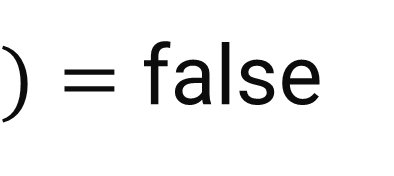 ) = false